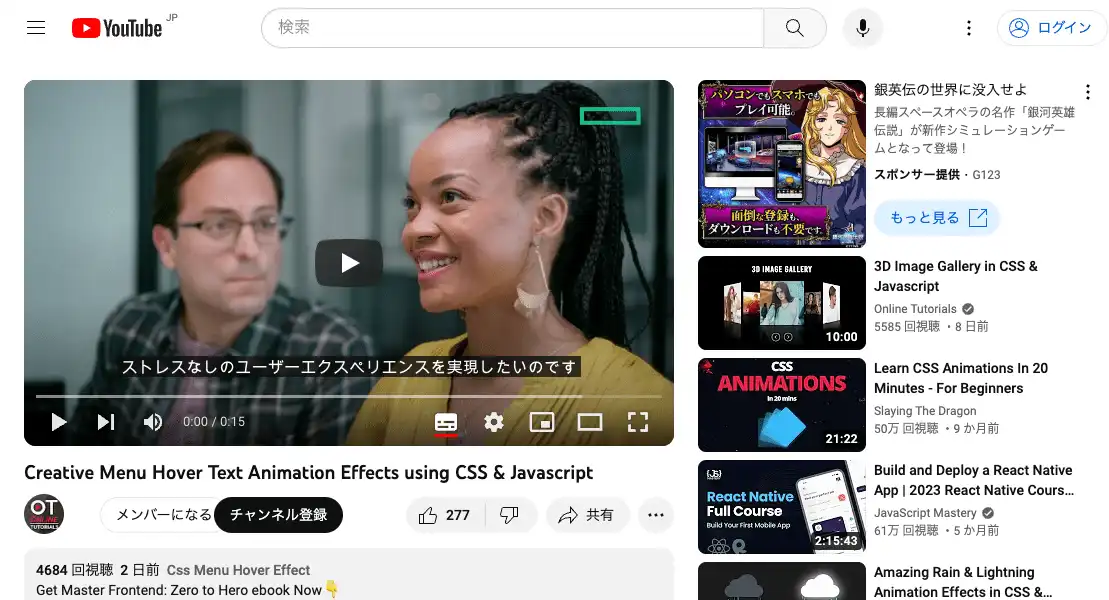 YouTube JP
検索
ログイン
ストレスなしのユーザーエクスペリエンスを実現したいのです
0:00 / 0:15
Creative Menu Hover Text Animation Effects using CSS & Javascript
OT
ONLINE
TUTORIALS
メンバーになる
チャンネル登録
277
共有
4684 回視聴 2 日前 Css Menu Hover Effect
Get Master Frontend: Zero to Hero ebook Now👇
パソコンでもスマホでも
プレイ可能。
面倒な登録も、
ダウンロードも不要です。
銀英伝の世界に没入せよ
長編スペースオペラの名作「銀河英雄
伝説」が新作シミュレーションゲー
ムとなって登場！
スポンサー提供・G123
もっと見る
3D IMAGE GALLERY
10:00
3D Image Gallery in CSS &
Javascript
Online Tutorials
5585 回視聴 ・8 日前
CSS
ANIMATIONS
In 20 mins
21:22
Learn CSS Animations In 20
Minutes - For Beginners
Slaying The Dragon
50万 回視聴 ・9 か月前
{JS}
React Native
Full Course
Build Your First Mobile App
2:15:43
Build and Deploy a React Native
App | 2023 React Native Cours...
JavaScript Mastery
61万 回視聴 ・5 か月前
Amazing Rain & Lightning
Animation Effects in CSS &...